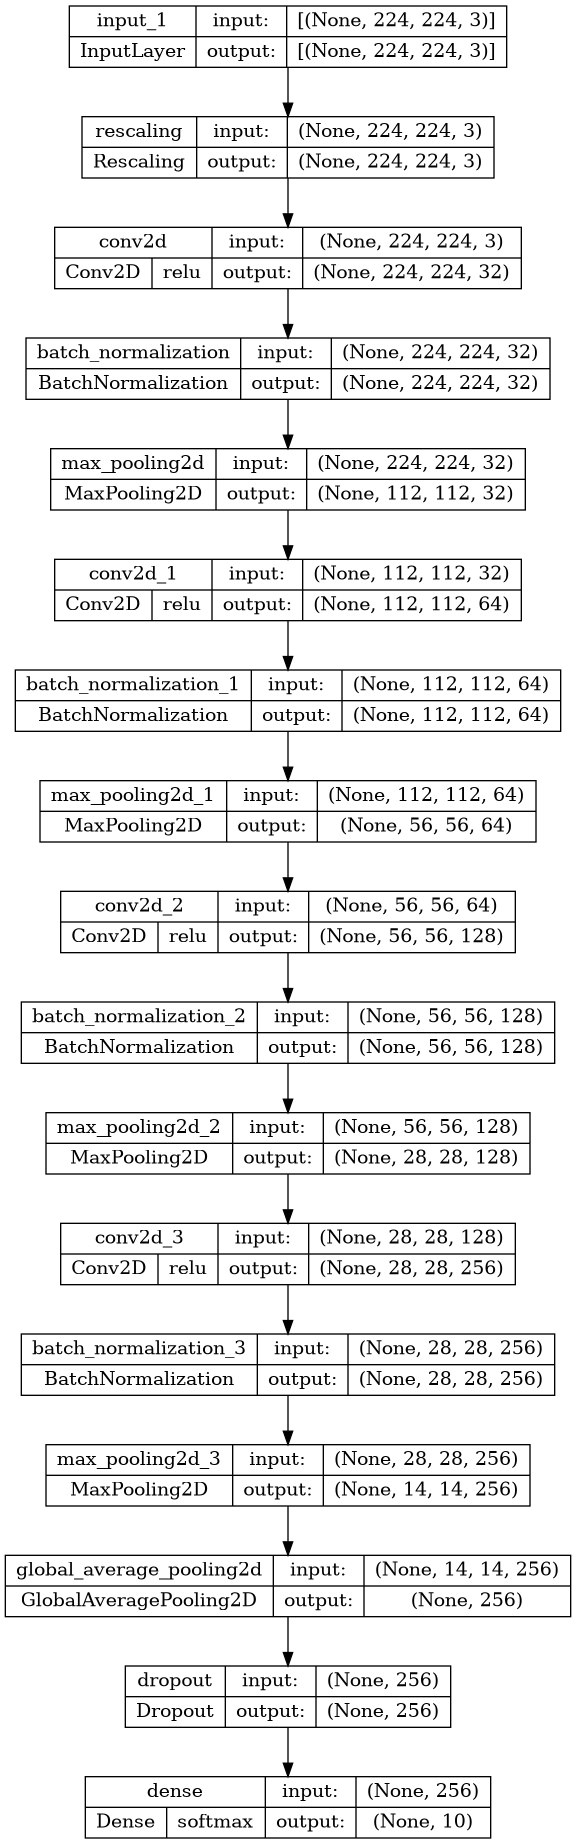 input_1 input: [(None, 224, 224, 3)]
InputLayer output: [(None, 224, 224, 3)]
rescaling input: (None, 224, 224, 3)
Rescaling output: (None, 224, 224, 3)
conv2d input: (None, 224, 224, 3)
Conv2D relu output: (None, 224, 224, 32)
batch_normalization input: (None, 224, 224, 32)
BatchNormalization output: (None, 224, 224, 32)
max_pooling2d input: (None, 224, 224, 32)
MaxPooling2D output: (None, 112, 112, 32)
conv2d_1 input: (None, 112, 112, 32)
Conv2D relu output: (None, 112, 112, 64)
batch_normalization_1 input: (None, 112, 112, 64)
BatchNormalization output: (None, 112, 112, 64)
max_pooling2d_1 input: (None, 112, 112, 64)
MaxPooling2D output: (None, 56, 56, 64)
conv2d_2 input: (None, 56, 56, 64)
Conv2D relu output: (None, 56, 56, 128)
batch_normalization_2 input: (None, 56, 56, 128)
BatchNormalization output: (None, 56, 56, 128)
max_pooling2d_2 input: (None, 56, 56, 128)
MaxPooling2D output: (None, 28, 28, 128)
conv2d_3 input: (None, 28, 28, 128)
Conv2D relu output: (None, 28, 28, 256)
batch_normalization_3 input: (None, 28, 28, 256)
BatchNormalization output: (None, 28, 28, 256)
max_pooling2d_3 input: (None, 28, 28, 256)
MaxPooling2D output: (None, 14, 14, 256)
global_average_pooling2d input: (None, 14, 14, 256)
GlobalAveragePooling2D output: (None, 256)
dropout input: (None, 256)
Dropout output: (None, 256)
dense input: (None, 256)
Dense softmax output: (None, 10)